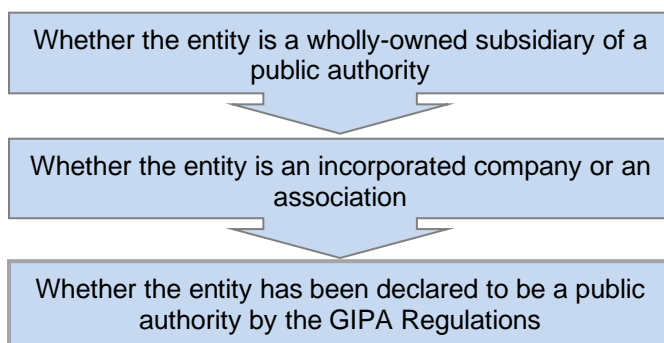 Whether the entity is a wholly-owned subsidiary of a
public authority
Whether the entity is an incorporated company or an
association
Whether the entity has been declared to be a public
authority by the GIPA Regulations